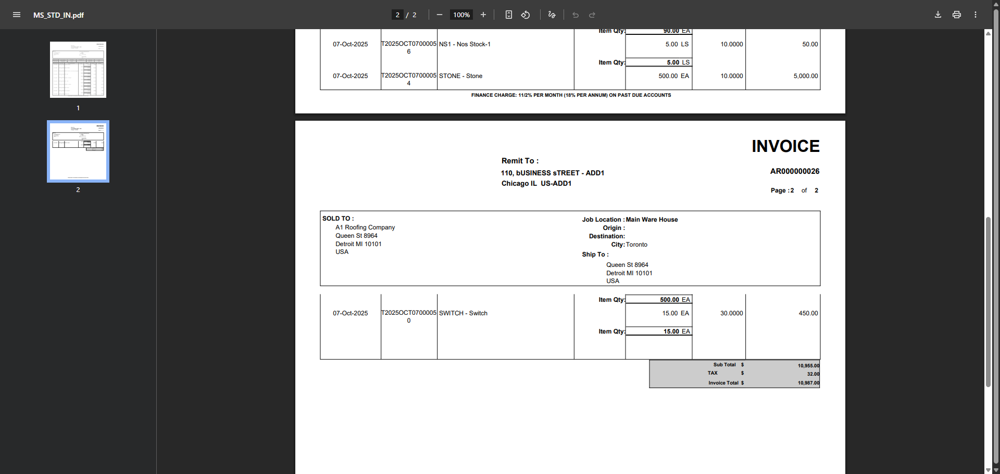 MS_STD_IN.pdf
2 / 2
100%
1
2
Item Qty: 90.00 EA
07-Oct-2025 T2025OCT0700005 NS1 - Nos Stock-1 5.00 LS 10.0000 50.00
6
Item Qty: 5.00 LS
07-Oct-2025 T2025OCT0700005 STONE - Stone 500.00 EA 10.0000 5,000.00
4
FINANCE CHARGE: 11/2% PER MONTH (18% PER ANNUM) ON PAST DUE ACCOUNTS
INVOICE
Remit To :
110, bUSINESS sTREET - ADD1
Chicago IL US-ADD1
AR000000026
Page : 2 of 2
SOLD TO :
A1 Roofing Company
Queen St 8964
Detroit MI 10101
USA
Job Location : Main Ware House
Origin :
Destination:
City: Toronto
Ship To :
Queen St 8964
Detroit MI 10101
USA
Item Qty: 500.00 EA
07-Oct-2025 T2025OCT0700005 SWITCH - Switch 15.00 EA 30.0000 450.00
0
Item Qty: 15.00 EA
Sub Total $ 10,955.00
TAX $ 32.00
Invoice Total $ 10,987.00